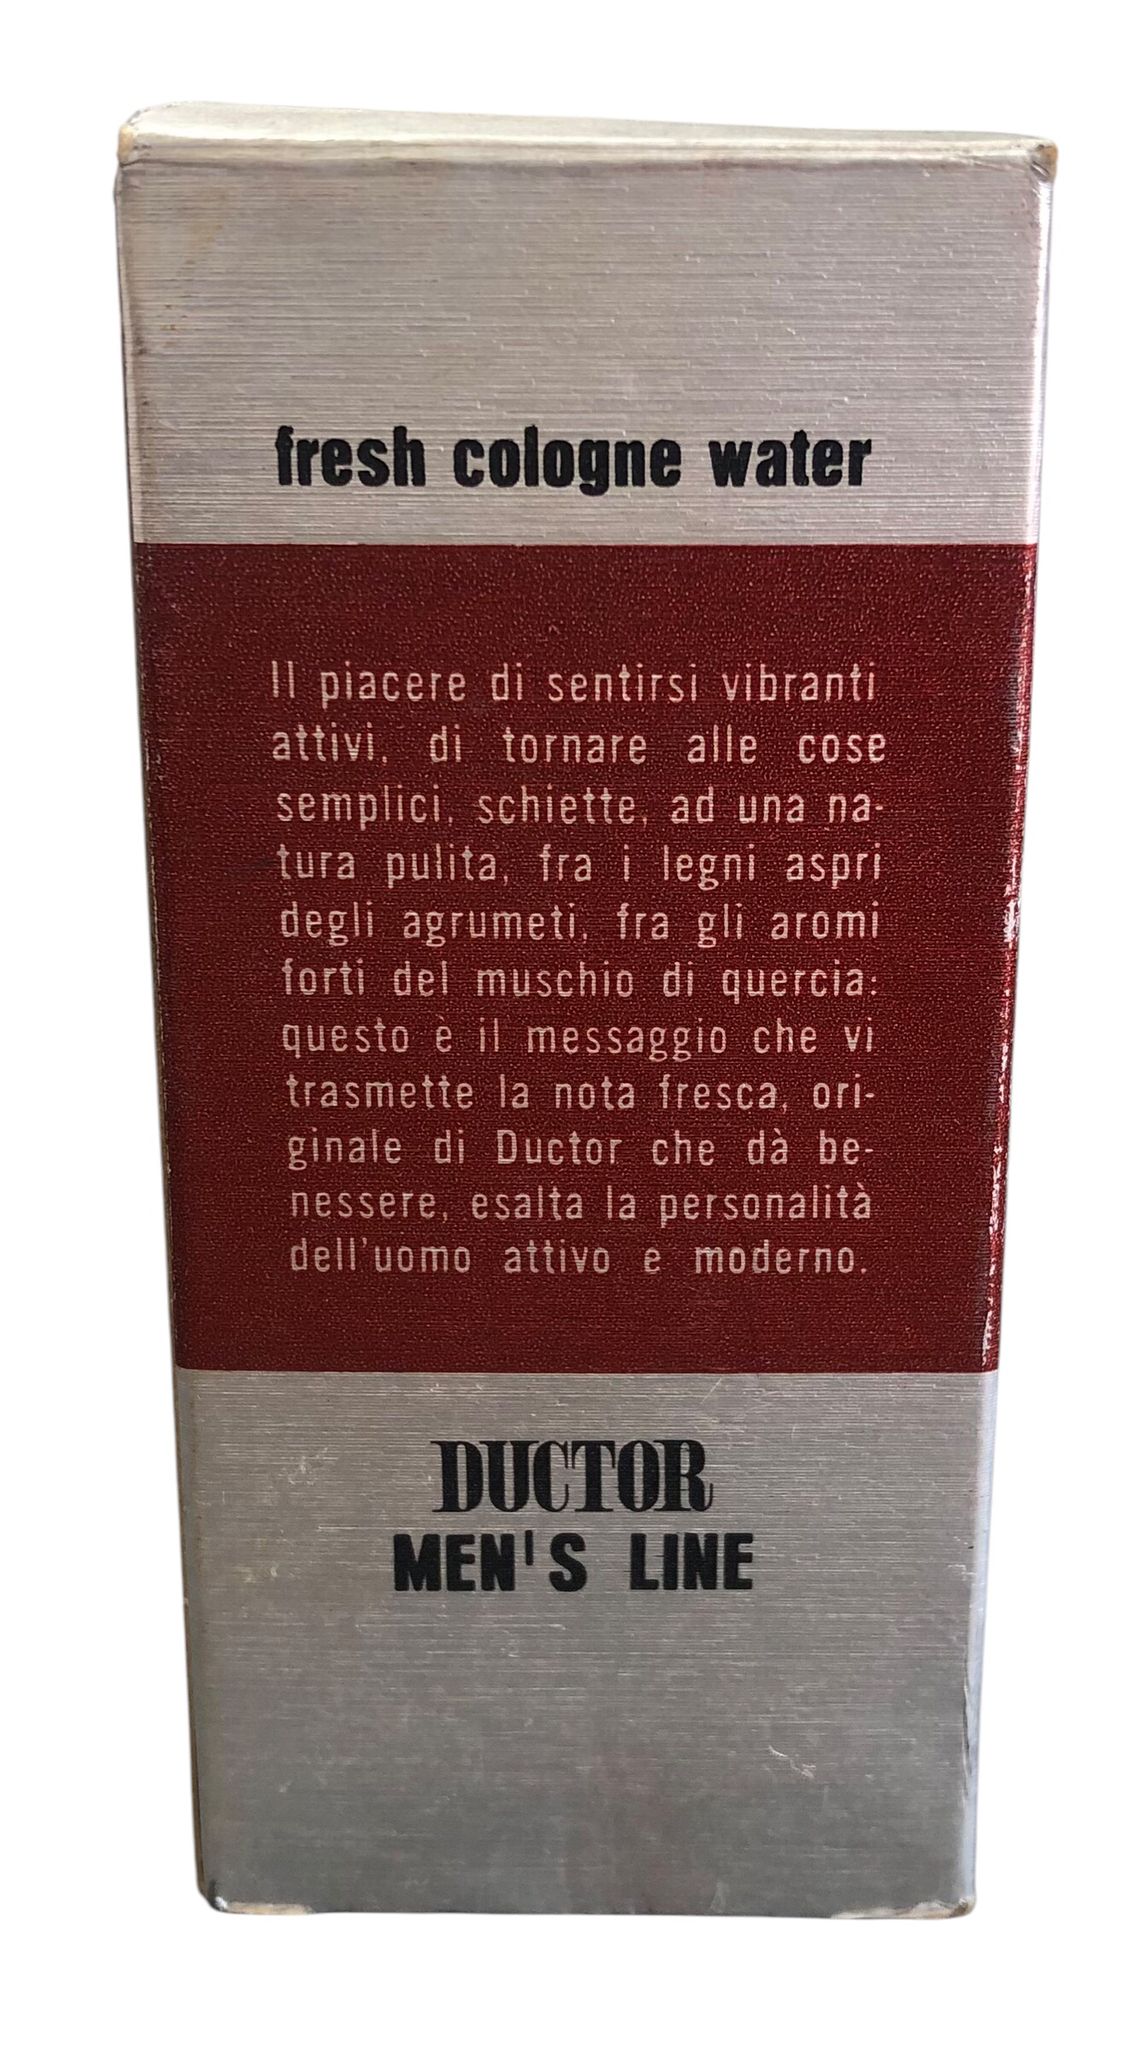 fresh cologne water
Il piacere di sentirsi vibranti
attivi, di tornare alle cose
semplici, schiette, ad una na-
tura pulita, fra i legni aspri
degli agrumeti, fra gli aromi
forti del muschio di quercia:
questo è il messaggio che vi
trasmette la nota fresca, ori-
ginale di Ductor che dà be-
nessere, esalta la personalità
dell'uomo attivo e moderno.
DUCTOR
MEN'S LINE